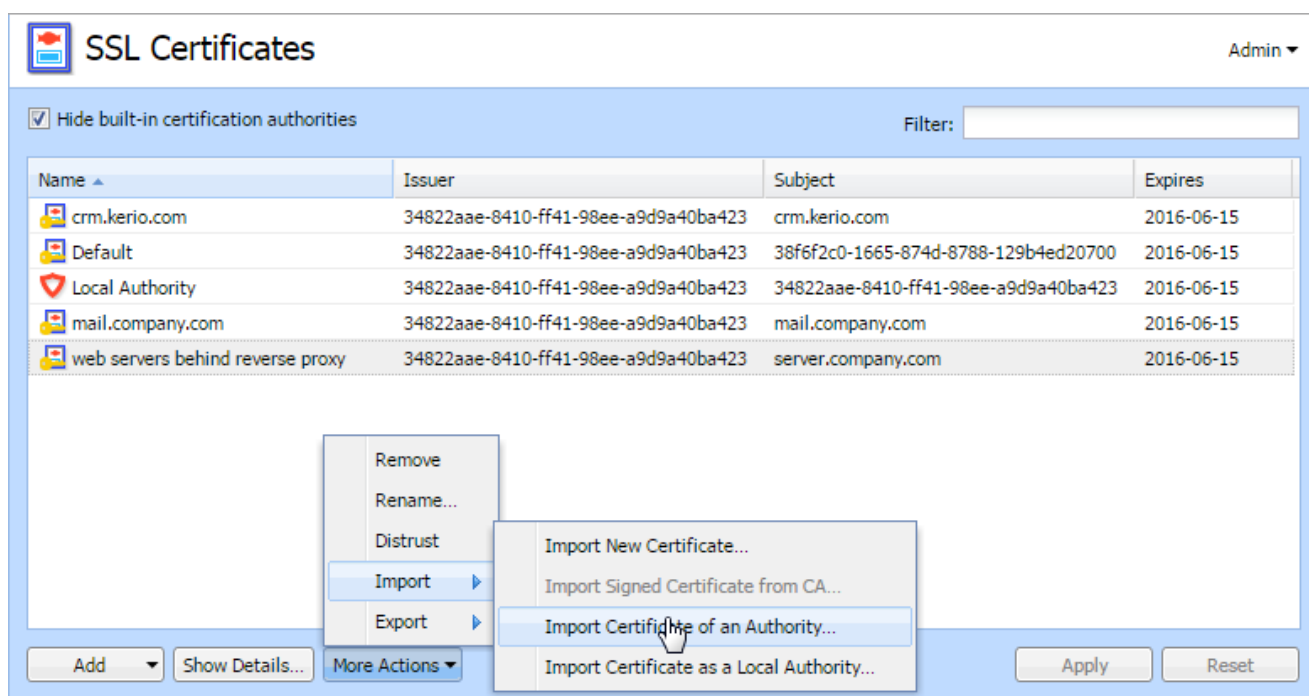 SSL Certificates
Admin
Hide built-in certification authorities
Filter:
Name Issuer Subject Expires
crm.kerio.com 34822aae-8410-ff41-98ee-a9d9a40ba423 crm.kerio.com 2016-06-15
Default 34822aae-8410-ff41-98ee-a9d9a40ba423 38f6f2c0-1665-874d-8788-129b4ed20700 2016-06-15
Local Authority 34822aae-8410-ff41-98ee-a9d9a40ba423 34822aae-8410-ff41-98ee-a9d9a40ba423 2016-06-15
mail.company.com 34822aae-8410-ff41-98ee-a9d9a40ba423 mail.company.com 2016-06-15
web servers behind reverse proxy 34822aae-8410-ff41-98ee-a9d9a40ba423 server.company.com 2016-06-15
Remove
Rename...
Distrust
Import
Export
Import New Certificate...
Import Signed Certificate from CA...
Import Certificate of an Authority...
Import Certificate as a Local Authority...
Add Show Details... More Actions Apply Reset